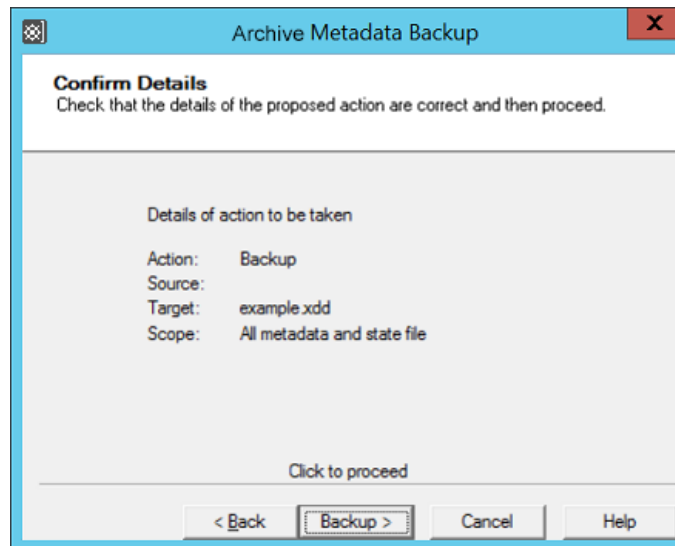 Archive Metadata Backup
X
Confirm Details
Check that the details of the proposed action are correct and then proceed.
Details of action to be taken
Action: Backup
Source:
Target: example.xdd
Scope: All metadata and state file
Click to proceed
< Back Backup > Cancel Help